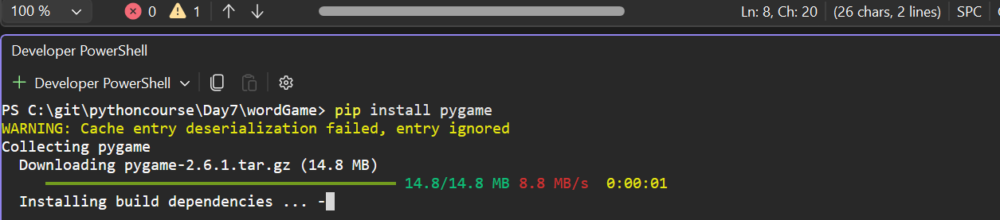 100 % 0 1 Ln: 8, Ch: 20 (26 chars, 2 lines) SPC
Developer PowerShell
Developer PowerShell
PS C:\git\pythoncourse\Day7\wordGame> pip install pygame
WARNING: Cache entry deserialization failed, entry ignored
Collecting pygame
Downloading pygame-2.6.1.tar.gz (14.8 MB)
14.8/14.8 MB 8.8 MB/s 0:00:01
Installing build dependencies ... -